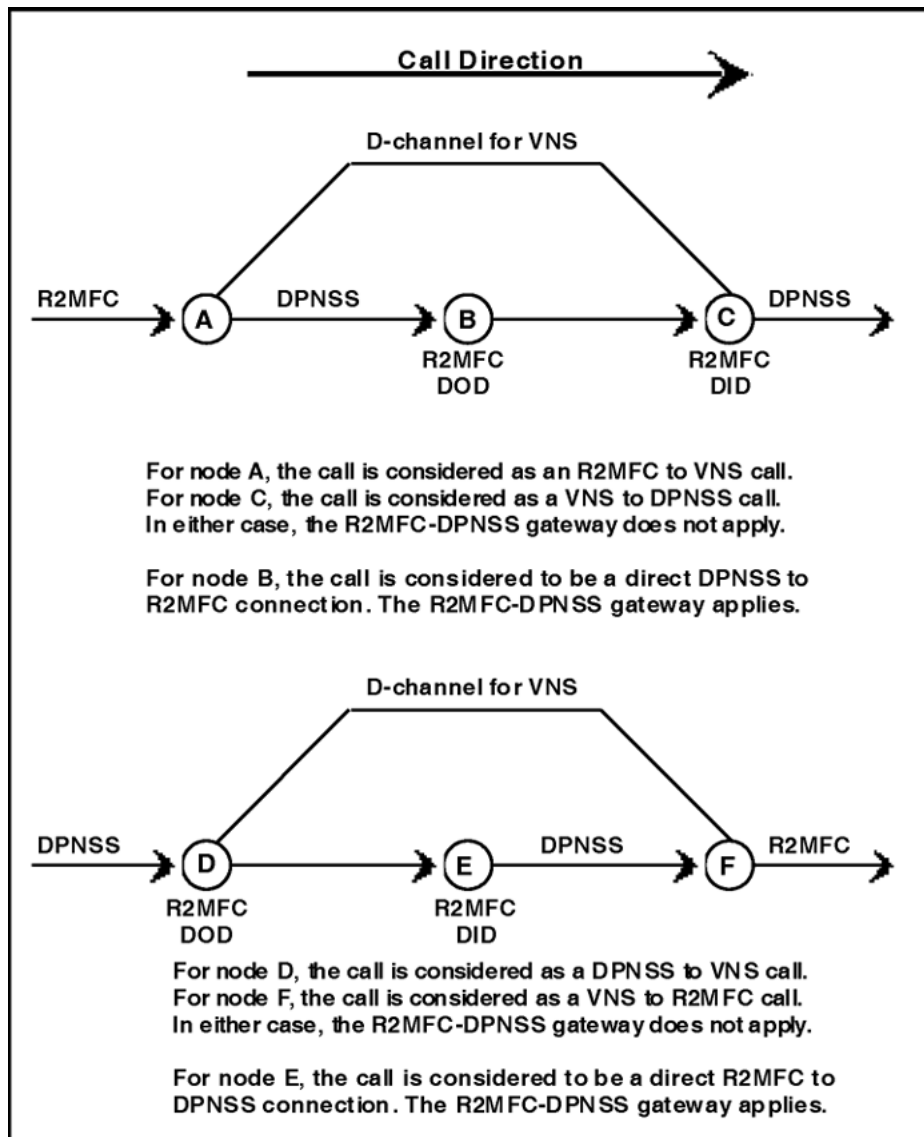 Call Direction
D-channel for VNS
R2MFC
DPNSS
DPNSS
A
B
C
R2MFC
DOD
R2MFC
DID
For node A, the call is considered as an R2MFC to VNS call.
For node C, the call is considered as a VNS to DPNSS call.
In either case, the R2MFC-DPNSS gateway does not apply.
For node B, the call is considered to be a direct DPNSS to
R2MFC connection. The R2MFC-DPNSS gateway applies.
D-channel for VNS
DPNSS
DPNSS
R2MFC
D
E
F
R2MFC
DOD
R2MFC
DID
For node D, the call is considered as a DPNSS to VNS call.
For node F, the call is considered as a VNS to R2MFC call.
In either case, the R2MFC-DPNSS gateway does not apply.
For node E, the call is considered to be a direct R2MFC to
DPNSS connection. The R2MFC-DPNSS gateway applies.